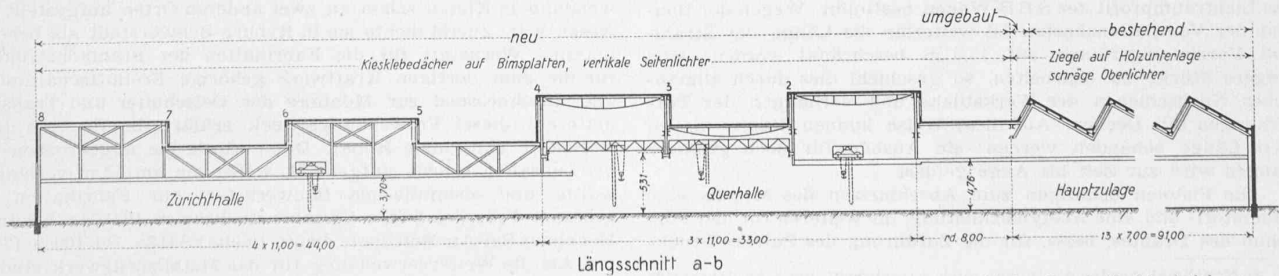 umgebaut
neu
bestehend
Kiesklebedächer auf Bimsplatten, vertikale Seitenlichter
Ziegel auf Holzunterlage
schräge Oberlichter
8 7 6 5 4 3 2 1
Zurichthalle
3,70
5,51
Querhalle
4,70
Hauptzulage
4 x 11,00 = 44,00
3 x 11,00 = 33,00
rd. 8,00
13 x 7,00 = 91,00
Längsschnitt a-b